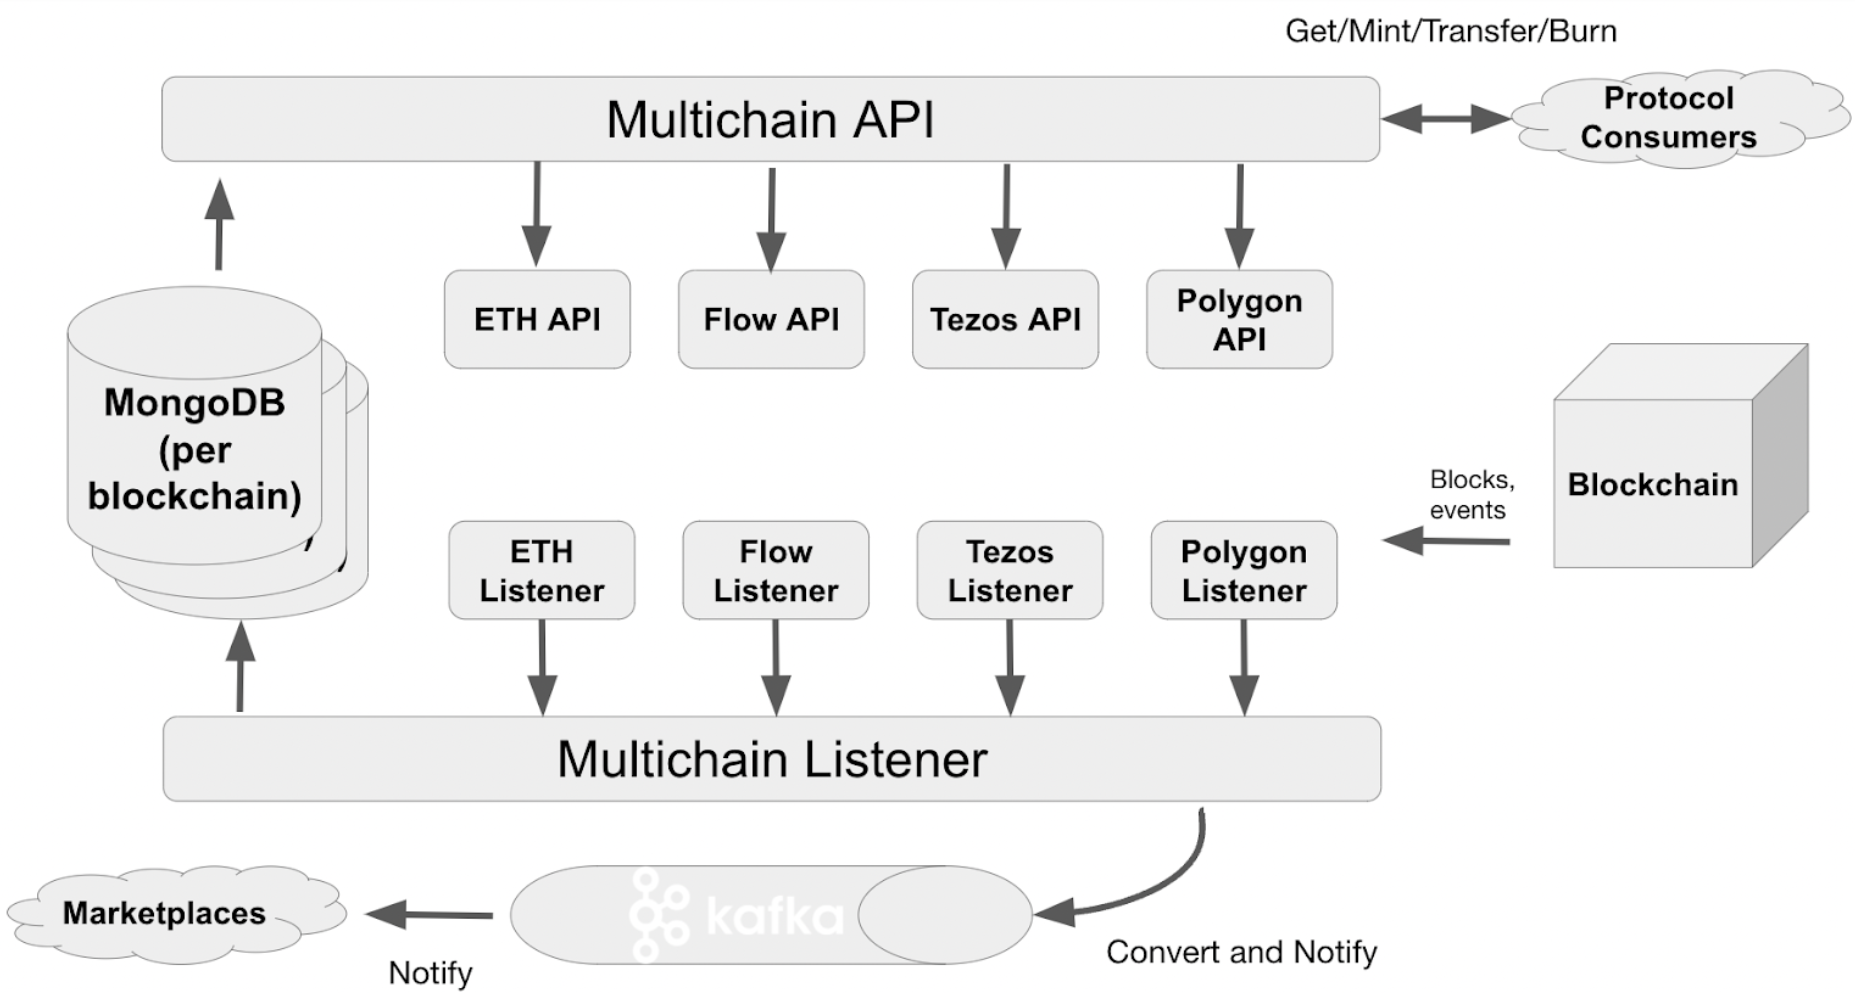 Get/Mint/Transfer/Burn
Multichain API
Protocol
Consumers
ETH API
Flow API
Tezos API
Polygon
API
MongoDB
(per
blockchain)
Blocks,
events
Blockchain
ETH
Listener
Flow
Listener
Tezos
Listener
Polygon
Listener
Multichain Listener
Marketplaces
Notify
kafka
Convert and Notify